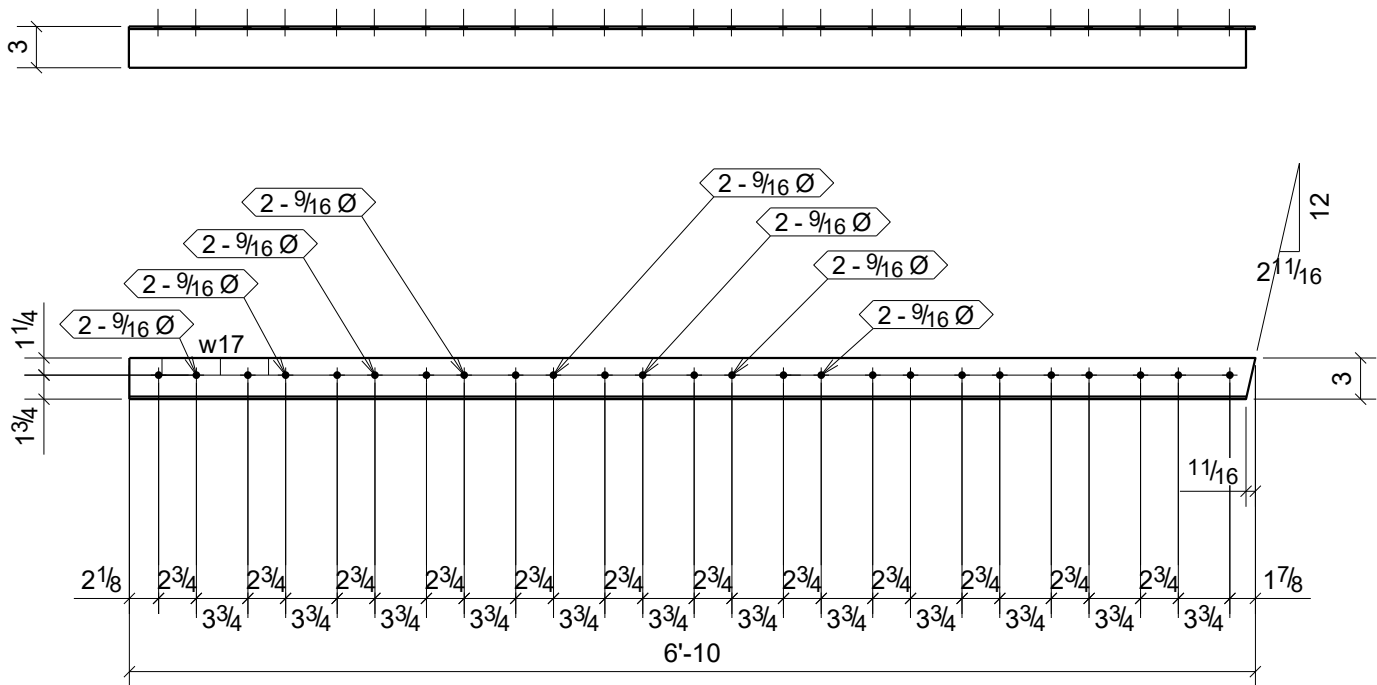 3
12
2 - 9/16 Ø
2 - 9/16 Ø
2 - 9/16 Ø
2 - 9/16 Ø
2 - 9/16 Ø
2 - 9/16 Ø
2 11/16
2 - 9/16 Ø
2 - 9/16 Ø
2 - 9/16 Ø
1 1/4
w17
3
1 3/4
11/16
2 1/8 2 3/4 2 3/4 2 3/4 2 3/4 2 3/4 2 3/4 2 3/4 2 3/4 2 3/4 2 3/4 2 3/4 2 3/4 1 7/8
3 3/4 3 3/4 3 3/4 3 3/4 3 3/4 3 3/4 3 3/4 3 3/4 3 3/4 3 3/4 3 3/4 3 3/4
6'-10